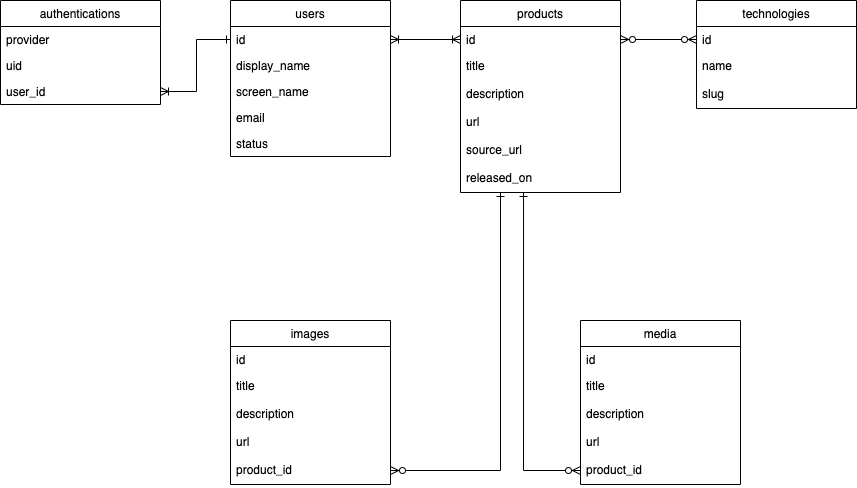 authentications
provider
uid
user_id
users
id
display_name
screen_name
email
status
products
id
title
description
url
source_url
released_on
technologies
id
name
slug
images
id
title
description
url
product_id
media
id
title
description
url
product_id